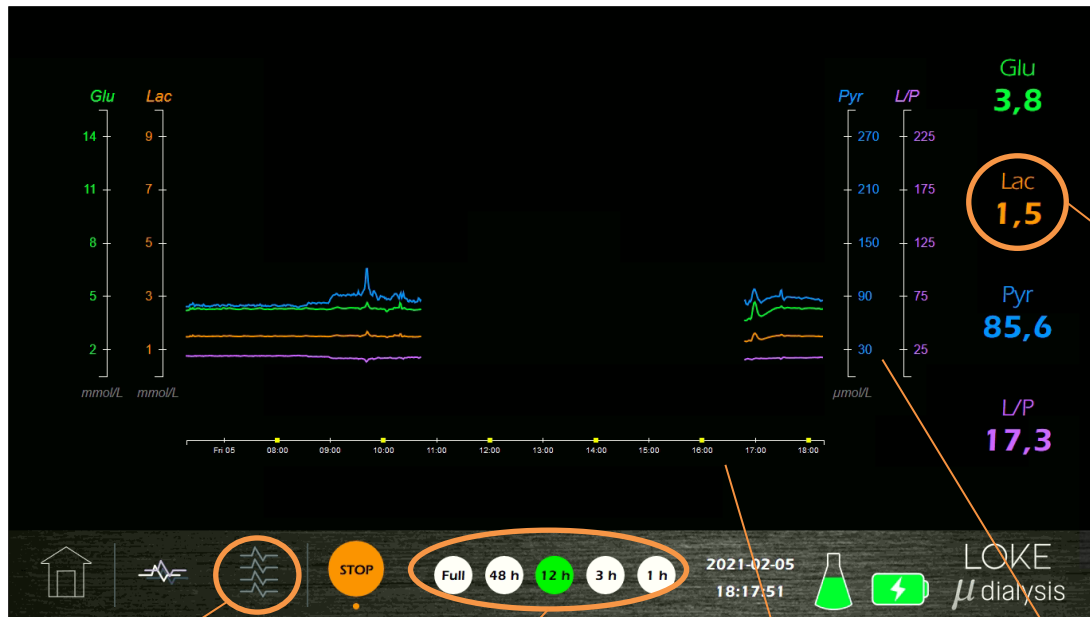 Glu Lac Pyr L/P
14 9 270 225
11 7 210 175
8 5 150 125
5 3 90 75
2 1 30 25
mmol/L mmol/L µmol/L
Fri 05 08:00 09:00 10:00 11:00 12:00 13:00 14:00 15:00 16:00 17:00 18:00
Glu
3,8
Lac
1,5
Pyr
85,6
L/P
17,3
STOP
Full 48 h 12 h 3 h 1 h
2021-02-05
18:17:51
LOKE
µ dialysis